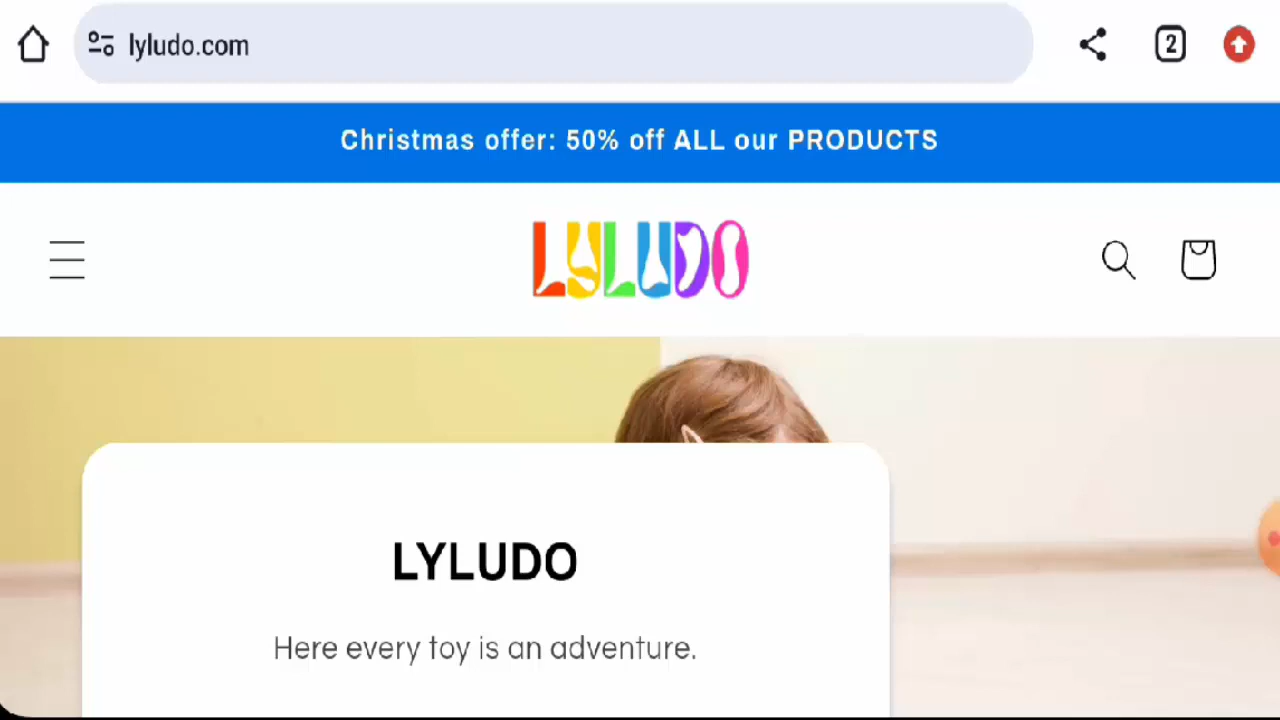 lyludo.com
2
Christmas offer: 50% off ALL our PRODUCTS
LYLUDO
LYLUDO
Here every toy is an adventure.